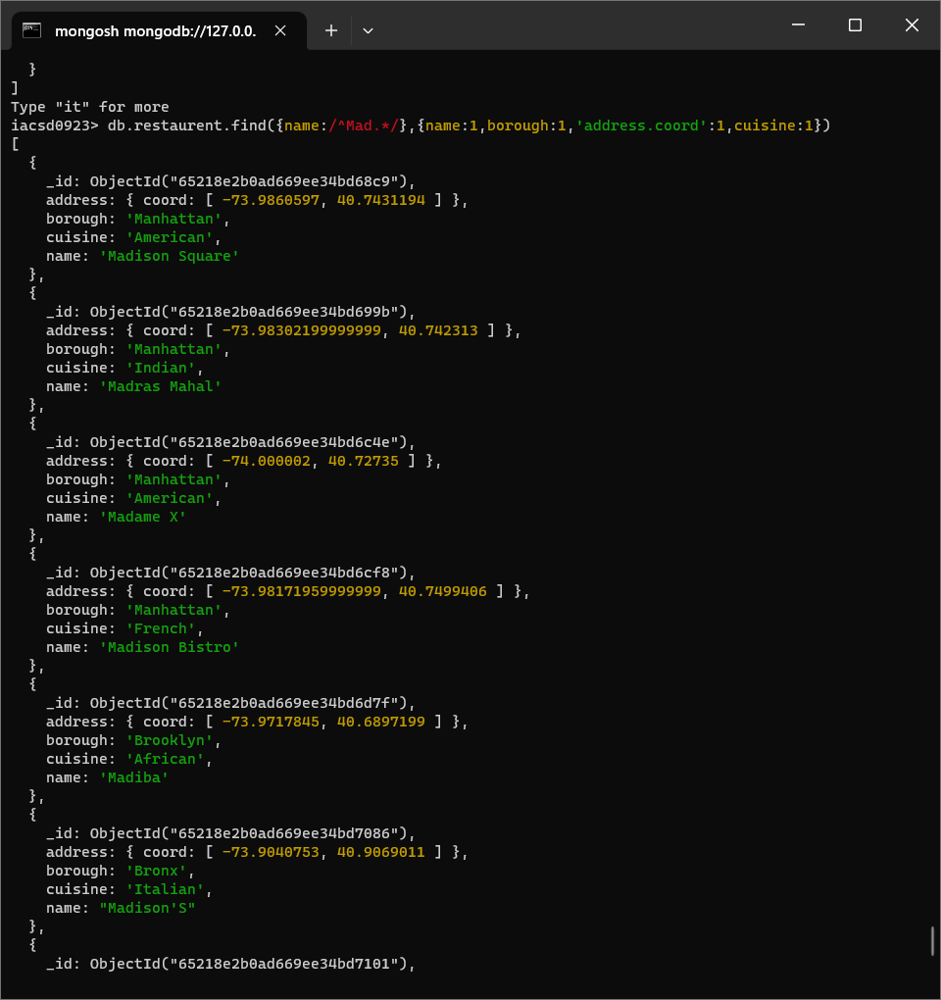 mongosh mongodb://127.0.0.
  }
]
Type "it" for more
iacsd0923> db.restaurent.find({name:/^Mad.*/},{name:1,borough:1,'address.coord':1,cuisine:1})
[
  {
    _id: ObjectId("65218e2b0ad669ee34bd68c9"),
    address: { coord: [ -73.9860597, 40.7431194 ] },
    borough: 'Manhattan',
    cuisine: 'American',
    name: 'Madison Square'
  },
  {
    _id: ObjectId("65218e2b0ad669ee34bd699b"),
    address: { coord: [ -73.98302199999999, 40.742313 ] },
    borough: 'Manhattan',
    cuisine: 'Indian',
    name: 'Madras Mahal'
  },
  {
    _id: ObjectId("65218e2b0ad669ee34bd6c4e"),
    address: { coord: [ -74.000002, 40.72735 ] },
    borough: 'Manhattan',
    cuisine: 'American',
    name: 'Madame X'
  },
  {
    _id: ObjectId("65218e2b0ad669ee34bd6cf8"),
    address: { coord: [ -73.98171959999999, 40.7499406 ] },
    borough: 'Manhattan',
    cuisine: 'French',
    name: 'Madison Bistro'
  },
  {
    _id: ObjectId("65218e2b0ad669ee34bd6d7f"),
    address: { coord: [ -73.9717845, 40.6897199 ] },
    borough: 'Brooklyn',
    cuisine: 'African',
    name: 'Madiba'
  },
  {
    _id: ObjectId("65218e2b0ad669ee34bd7086"),
    address: { coord: [ -73.9040753, 40.9069011 ] },
    borough: 'Bronx',
    cuisine: 'Italian',
    name: "Madison'S"
  },
  {
    _id: ObjectId("65218e2b0ad669ee34bd7101"),